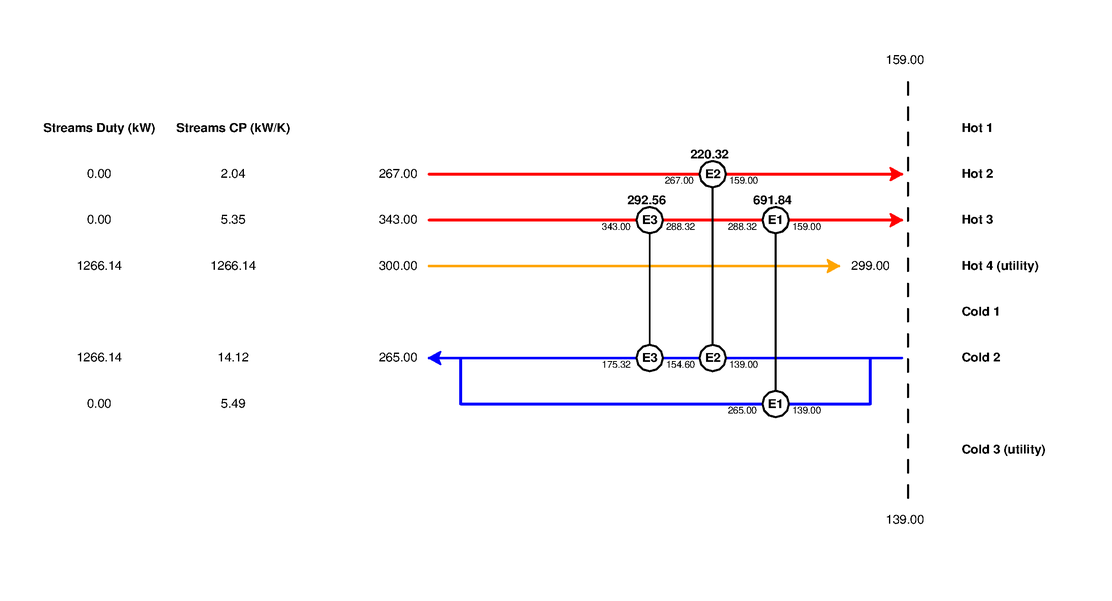 159.00
Streams Duty (kW) Streams CP (kW/K) Hot 1
220.32
0.00 2.04 267.00 E2 Hot 2
267.00 159.00
292.56 691.84
0.00 5.35 343.00 E3 E1 Hot 3
343.00 288.32 288.32 159.00
1266.14 1266.14 300.00 299.00 Hot 4 (utility)
Cold 1
1266.14 14.12 265.00 E3 E2 Cold 2
175.32 154.60 139.00
0.00 5.49 E1
265.00 139.00
Cold 3 (utility)
139.00